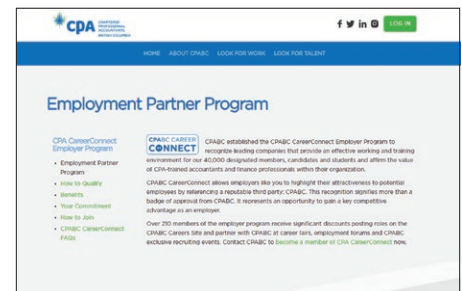 CPA CHARTERED
PROFESSIONAL
ACCOUNTANTS
BRITISH COLUMBIA
LOG IN
HOME ABOUT CPABC LOOK FOR WORK LOOK FOR TALENT
Employment Partner Program
CPA CareerConnect
Employer Program
• Employment Partner
Program
• How to Qualify
• Benefits
• Your Commitment
• How to Join
• CPABC CareerConnect
FAQs
CPABC CAREER
CONNECT
CPABC established the CPABC CareerConnect Employer Program to
recognize leading companies that provide an effective working and training
environment for our 40,000 designated members, candidates and students and affirm the value
of CPA-trained accountants and finance professionals within their organization.
CPABC CareerConnect allows employers like you to highlight their attractiveness to potential
employees by referencing a reputable third party: CPABC. This recognition signifies more than a
badge of approval from CPABC. It represents an opportunity to gain a key competitive
advantage as an employer.
Over 210 members of the employer program receive significant discounts posting roles on the
CPABC Careers Site and partner with CPABC at career fairs, employment forums and CPABC
exclusive recruiting events. Contact CPABC to become a member of CPA CareerConnect now.